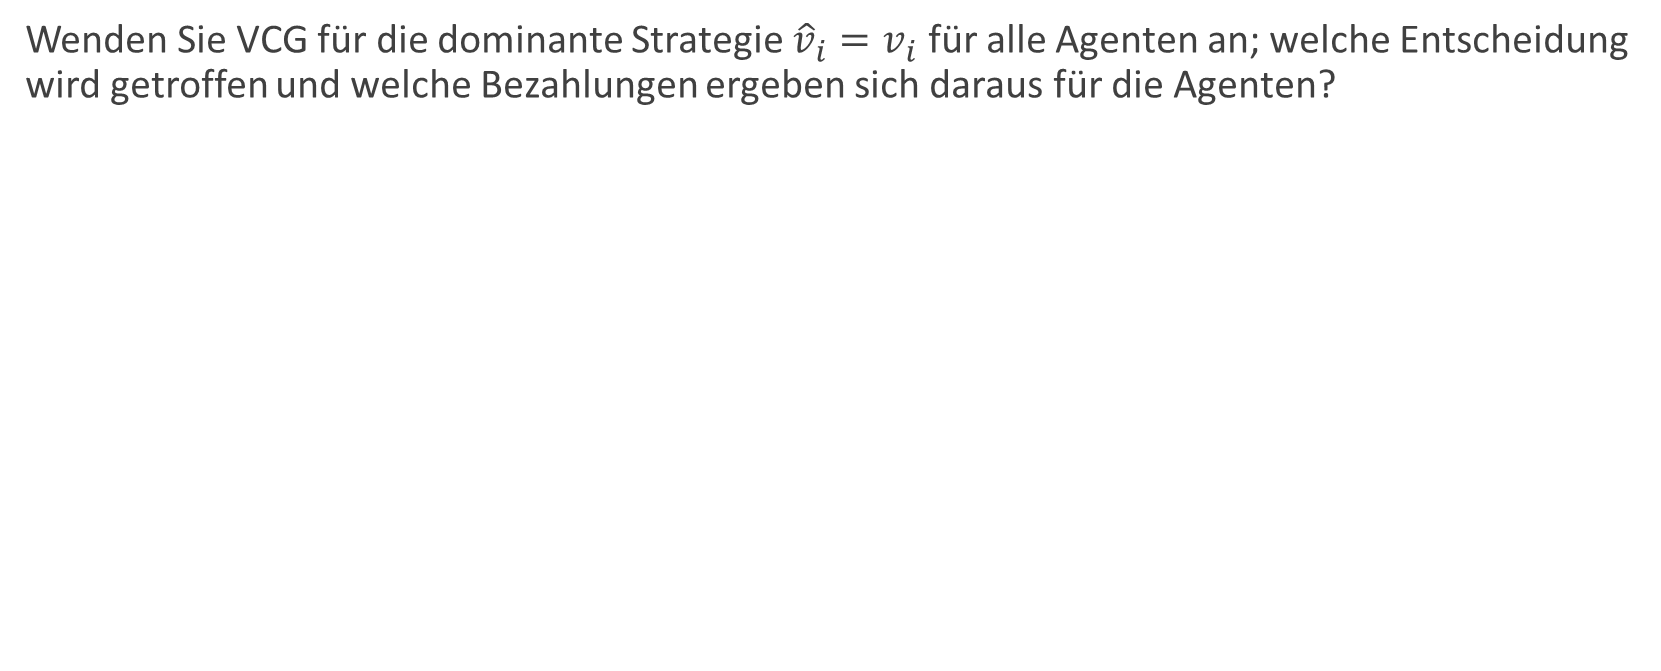 Wenden Sie VCG für die dominante Strategie v̂ᵢ = vᵢ für alle Agenten an; welche Entscheidung
wird getroffen und welche Bezahlungen ergeben sich daraus für die Agenten?